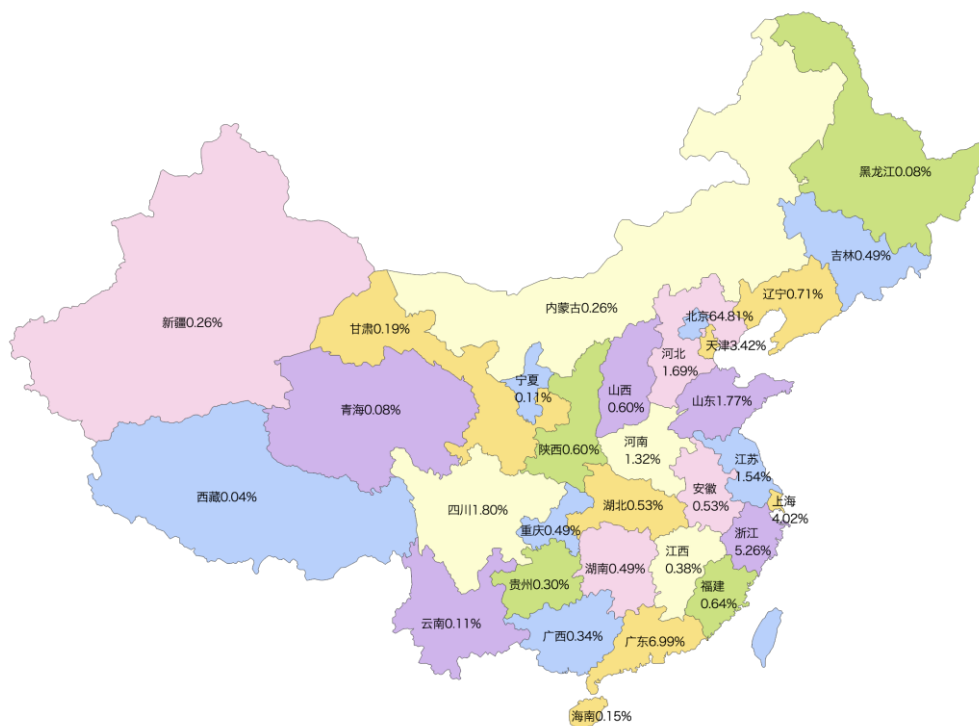 黑龙江0.08%
吉林0.49%
辽宁0.71%
内蒙古0.26%
北京64.81%
新疆0.26%
甘肃0.19%
天津3.42%
河北
1.69%
宁夏
0.11%
山西
0.60%
青海0.08%
山东1.77%
陕西0.60%
河南
1.32%
江苏
1.54%
西藏0.04%
四川1.80%
安徽
0.53%
湖北0.53%
上海
4.02%
重庆0.49%
浙江
5.26%
江西
0.38%
湖南0.49%
贵州0.30%
福建
0.64%
云南0.11%
广西0.34%
广东6.99%
海南0.15%